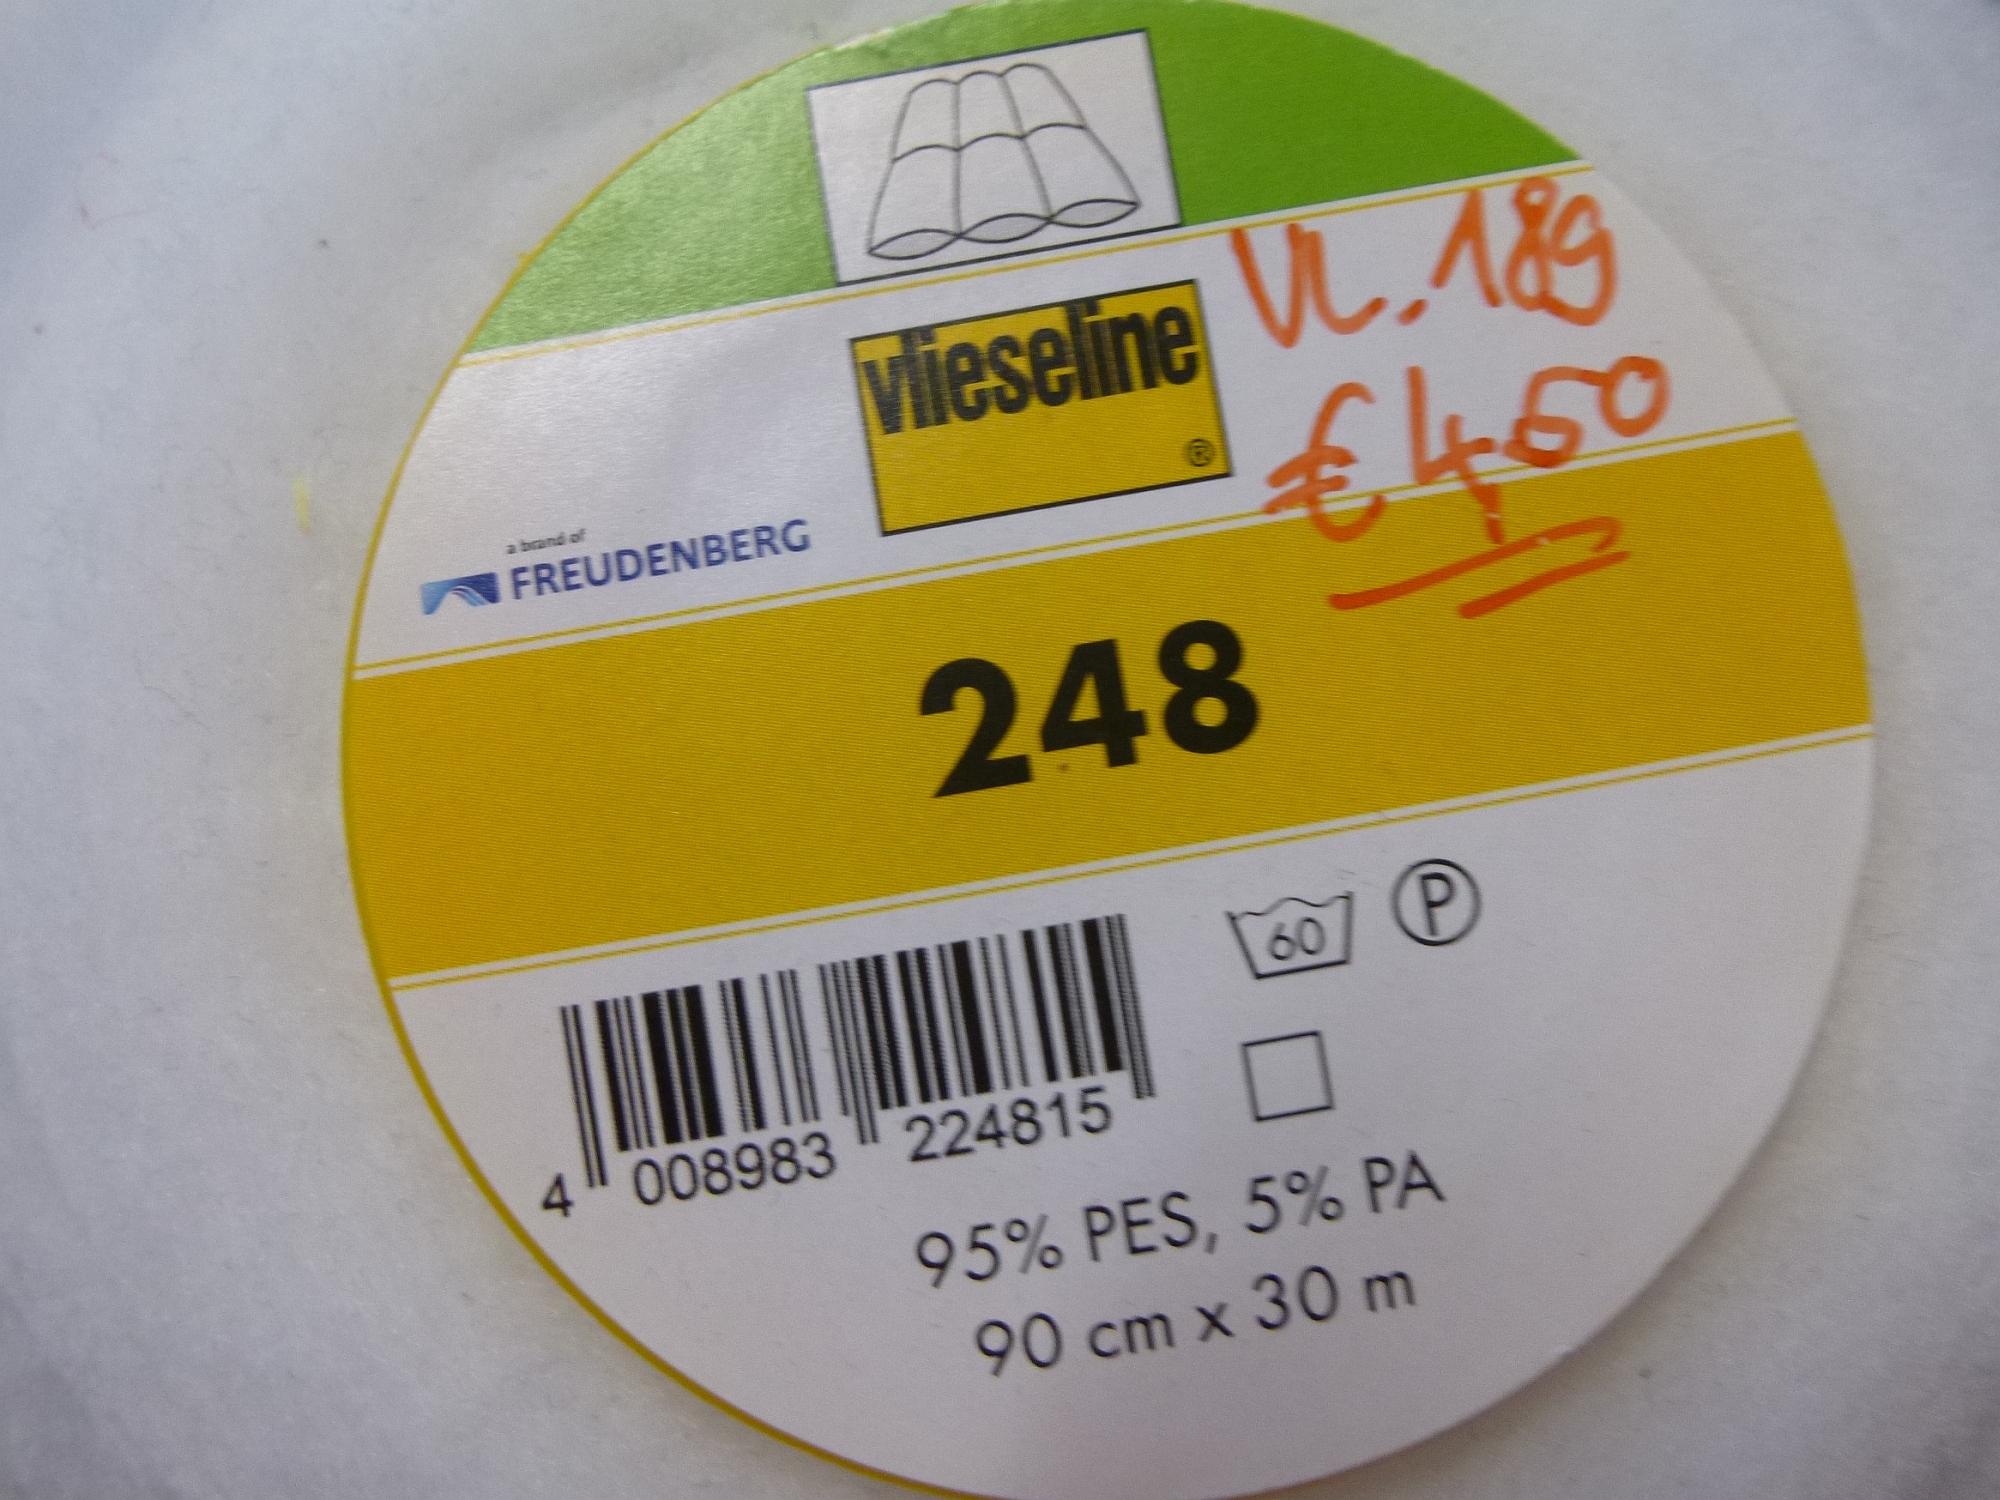 VL. 189
vlieseline
®
€ 4,50
a brand of
FREUDENBERG
248
60 P
4 008983 224815
95% PES, 5% PA
90 cm x 30 m